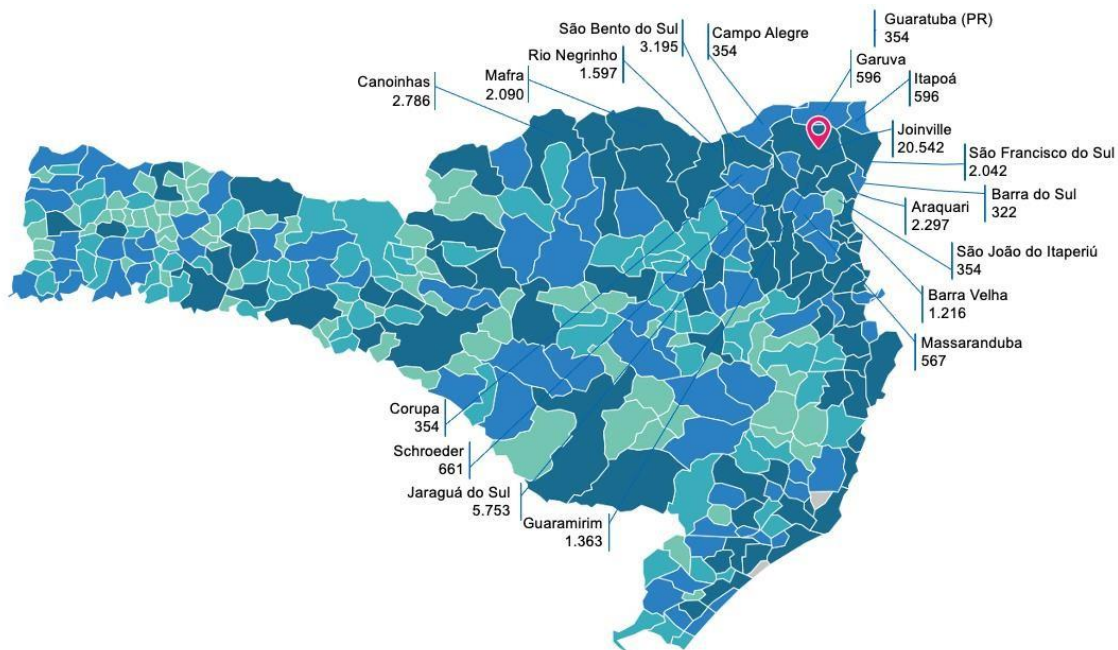 Guaratuba (PR)
354
São Bento do Sul
3.195
Campo Alegre
354
Rio Negrinho
1.597
Garuva
596
Mafra
2.090
Itapoá
596
Canoinhas
2.786
Joinville
20.542
São Francisco do Sul
2.042
Barra do Sul
322
Araquari
2.297
São João do Itaperiú
354
Barra Velha
1.216
Massaranduba
567
Corupa
354
Schroeder
661
Jaraguá do Sul
5.753
Guaramirim
1.363